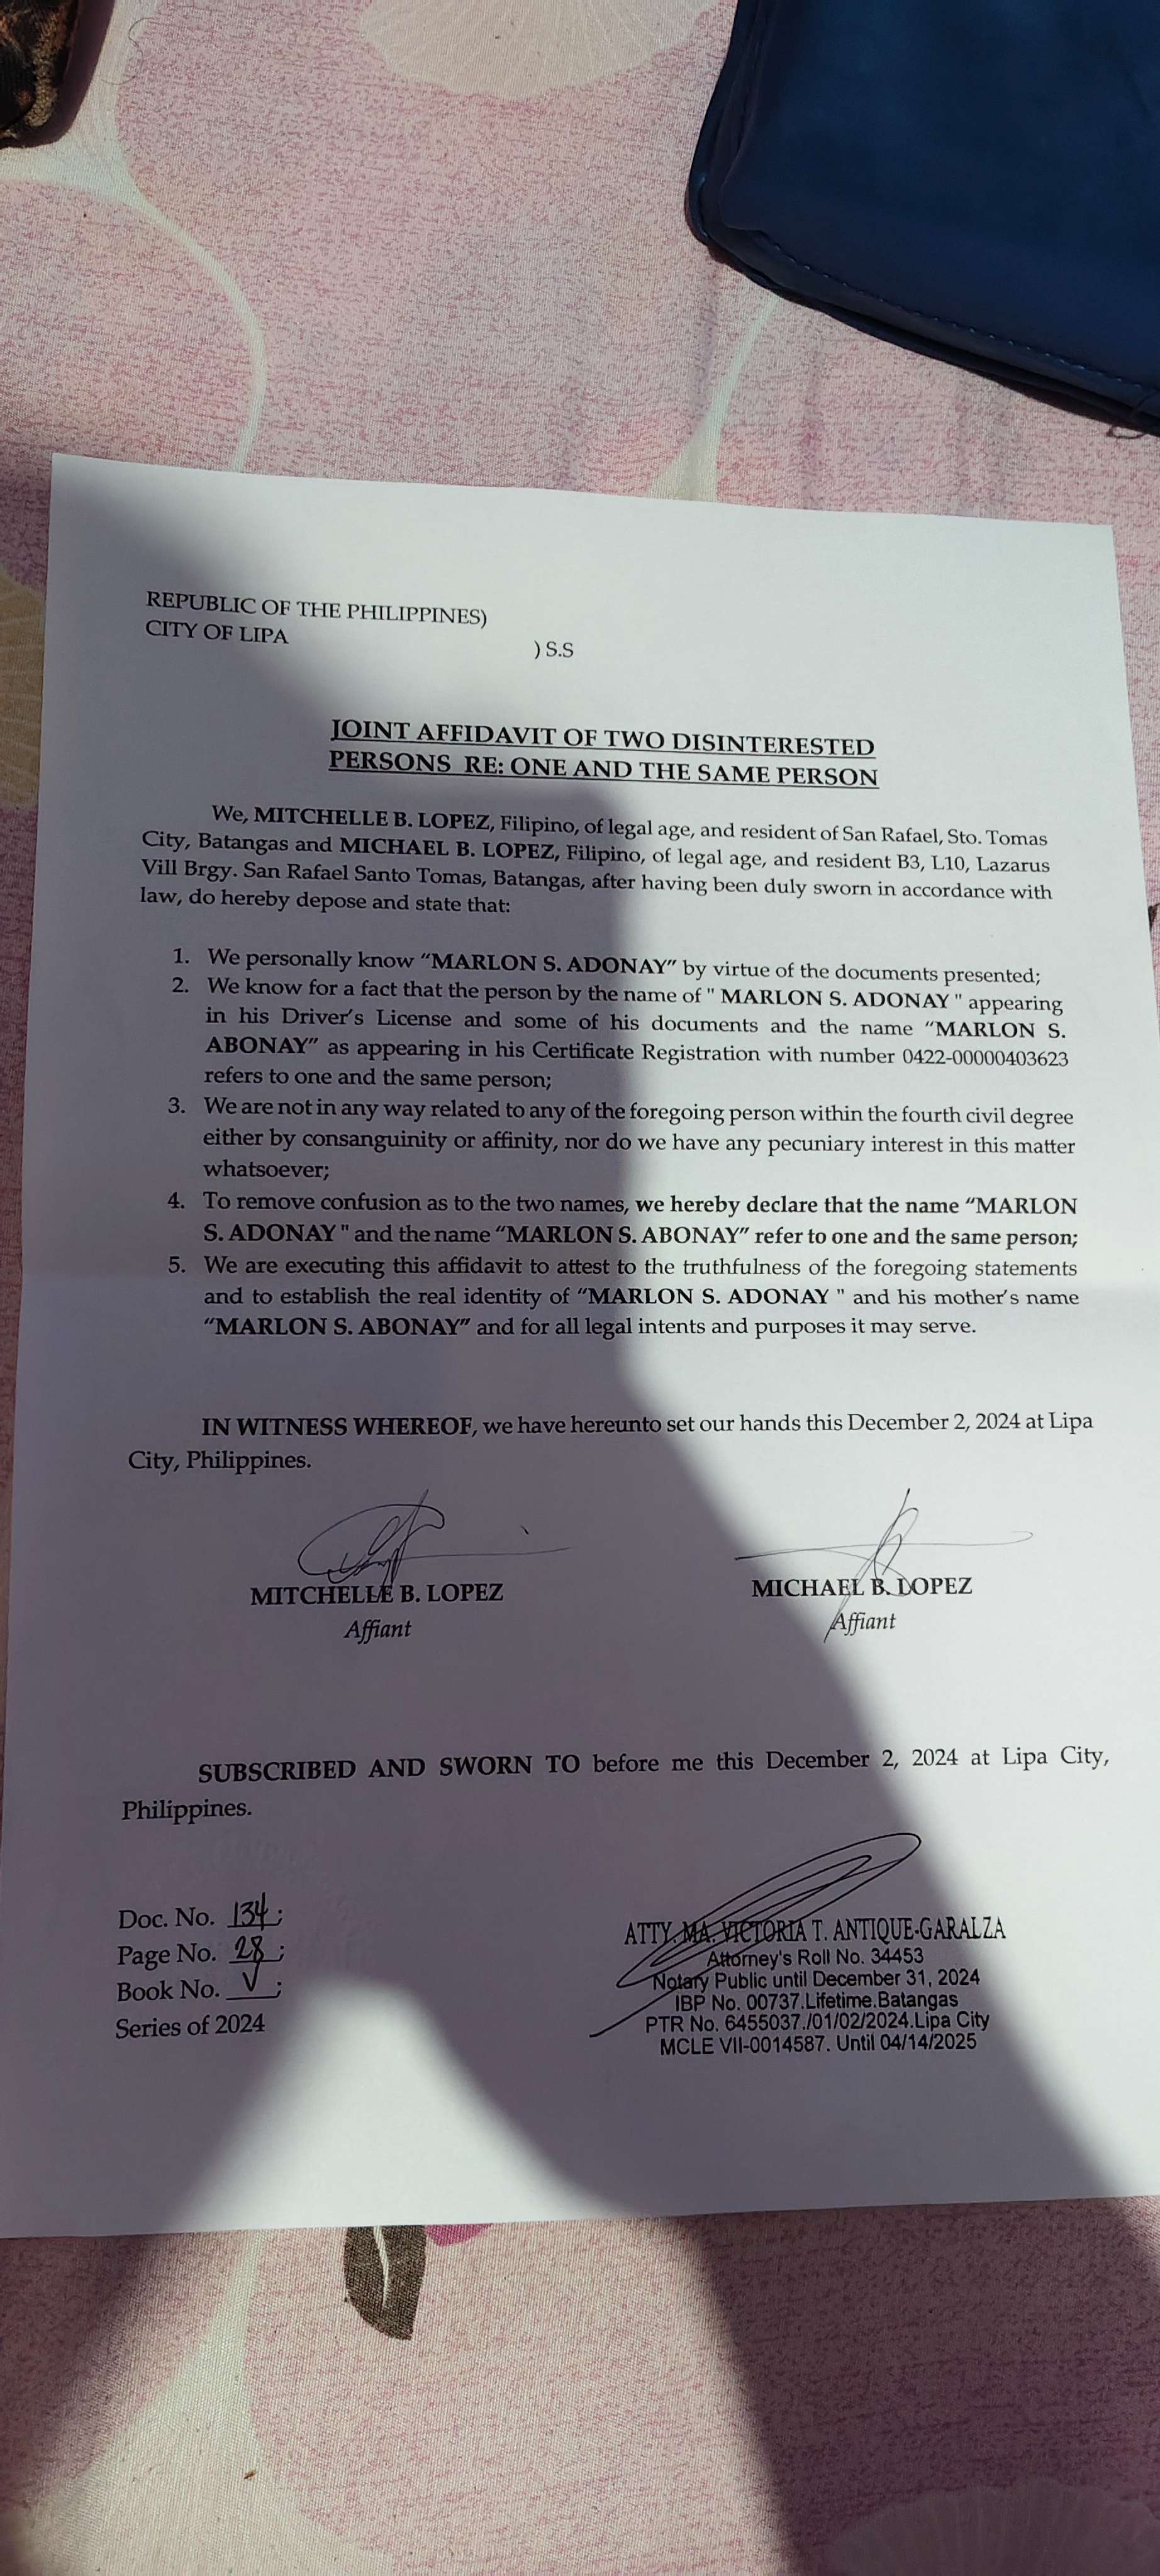 REPUBLIC OF THE PHILIPPINES)
CITY OF LIPA
) S.S
JOINT AFFIDAVIT OF TWO DISINTERESTED
PERSONS RE: ONE AND THE SAME PERSON
We, MITCHELLE B. LOPEZ, Filipino, of legal age, and resident of San Rafael, Sto. Tomas
City, Batangas and MICHAEL B. LOPEZ, Filipino, of legal age, and resident B3, L10, Lazarus
Vill Brgy. San Rafael Santo Tomas, Batangas, after having been duly sworn in accordance with
law, do hereby depose and state that:
1. We personally know “MARLON S. ADONAY” by virtue of the documents presented;
2. We know for a fact that the person by the name of " MARLON S. ADONAY " appearing
in his Driver’s License and some of his documents and the name “MARLON S.
ABONAY” as appearing in his Certificate Registration with number 0422-00000403623
refers to one and the same person;
3. We are not in any way related to any of the foregoing person within the fourth civil degree
either by consanguinity or affinity, nor do we have any pecuniary interest in this matter
whatsoever;
4. To remove confusion as to the two names, we hereby declare that the name “MARLON
S. ADONAY " and the name “MARLON S. ABONAY” refer to one and the same person;
5. We are executing this affidavit to attest to the truthfulness of the foregoing statements
and to establish the real identity of “MARLON S. ADONAY " and his mother’s name
“MARLON S. ABONAY” and for all legal intents and purposes it may serve.
IN WITNESS WHEREOF, we have hereunto set our hands this December 2, 2024 at Lipa
City, Philippines.
MITCHELLE B. LOPEZ
Affiant
MICHAEL B. LOPEZ
Affiant
SUBSCRIBED AND SWORN TO before me this December 2, 2024 at Lipa City,
Philippines.
Doc. No. 134;
Page No. 28;
Book No. V;
Series of 2024
ATTY. MA. VICTORIA T. ANTIQUE-GARALZA
Attorney's Roll No. 34453
Notary Public until December 31, 2024
IBP No. 00737.Lifetime.Batangas
PTR No. 6455037./01/02/2024.Lipa City
MCLE VII-0014587. Until 04/14/2025